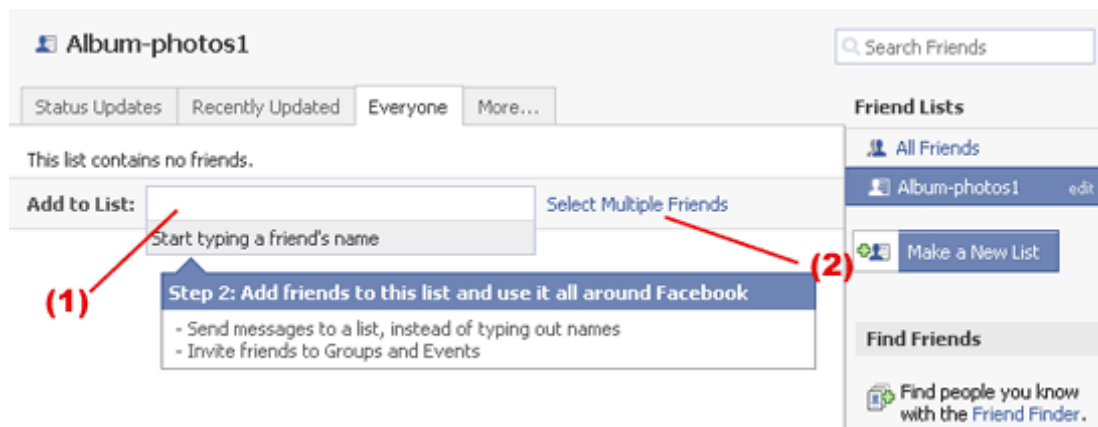 Album-photos1
Search Friends
Status Updates Recently Updated Everyone More...
Friend Lists
This list contains no friends.
All Friends
Album-photos1 edit
Add to List: Select Multiple Friends
Start typing a friend's name
Make a New List
(1)
(2)
Step 2: Add friends to this list and use it all around Facebook
- Send messages to a list, instead of typing out names
- Invite friends to Groups and Events
Find Friends
Find people you know
with the Friend Finder.